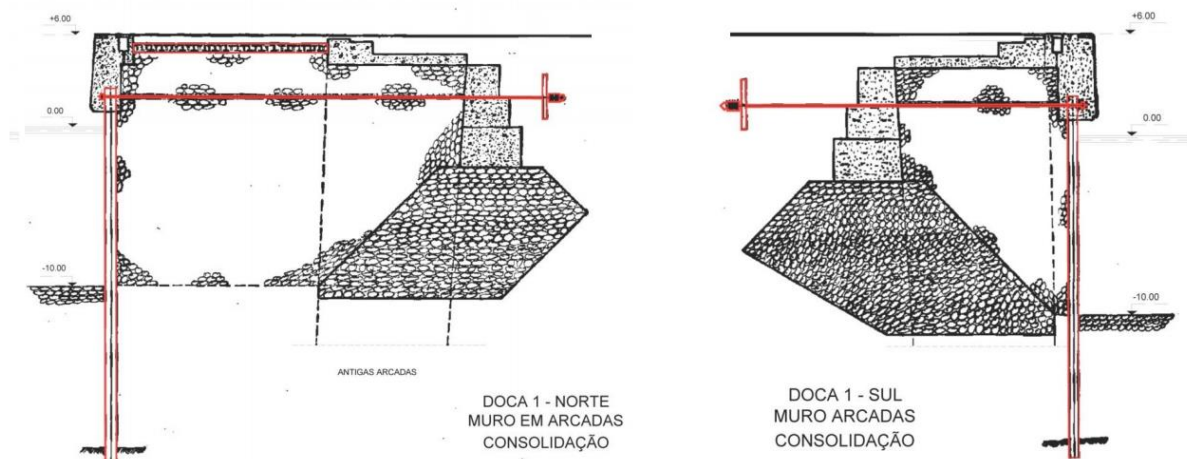 +6.00
0.00
-10.00
ANTIGAS ARCADAS
DOCA 1 - NORTE
MURO EM ARCADAS
CONSOLIDAÇÃO
+6.00
0.00
-10.00
DOCA 1 - SUL
MURO ARCADAS
CONSOLIDAÇÃO